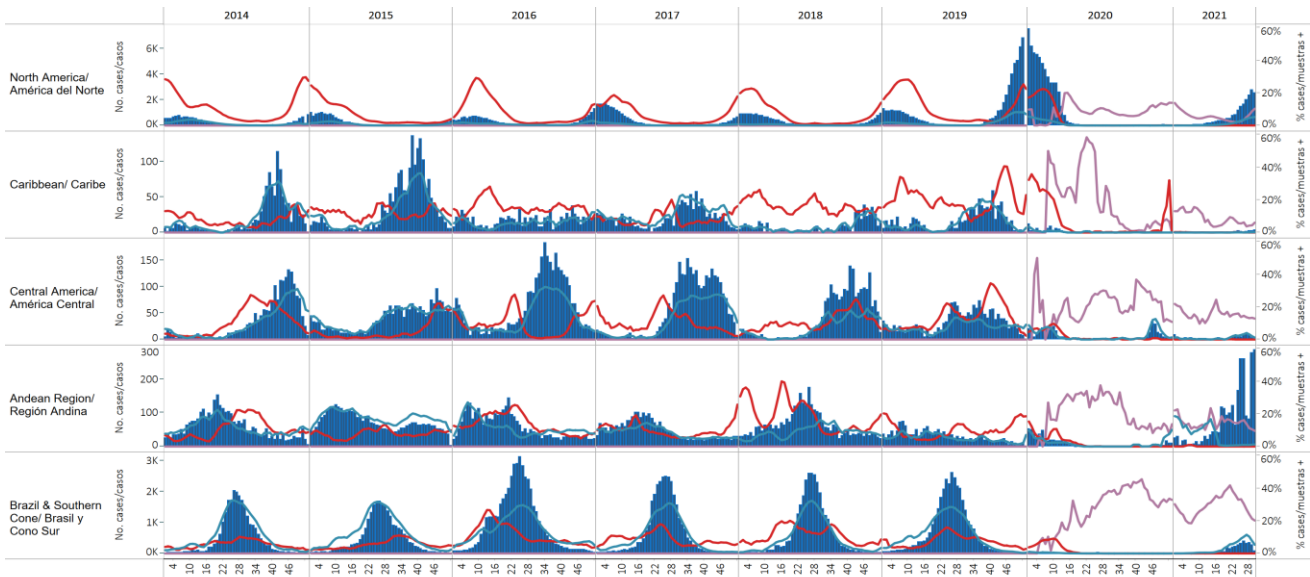 2014 2015 2016 2017 2018 2019 2020 2021
North America/
América del Norte
No. cases/casos
6K
4K
2K
0K
60%
40%
20%
0%
% cases/muestras +
Caribbean/ Caribe
No. cases/casos
100
50
0
60%
40%
20%
0%
% cases/muestras +
Central America/
América Central
No. cases/casos
150
100
50
0
60%
40%
20%
0%
% cases/muestras +
Andean Region/
Región Andina
No. cases/casos
300
200
100
0
60%
40%
20%
0%
% cases/muestras +
Brazil & Southern
Cone/ Brasil y
Cono Sur
No. cases/casos
3K
2K
1K
0K
60%
40%
20%
0%
% cases/muestras +
4 10 16 22 28 34 40 46 4 10 16 22 28 34 40 46 4 10 16 22 28 34 40 46 4 10 16 22 28 34 40 46 4 10 16 22 28 34 40 46 4 10 16 22 28 34 40 46 4 10 16 22 28 34 40 46 4 10 16 22 28